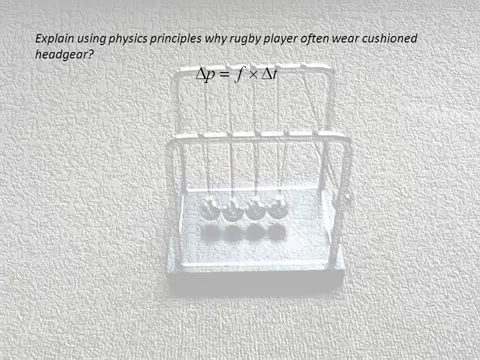 Explain using physics principles why rugby player often wear cushioned
headgear?
Δp = f × Δt